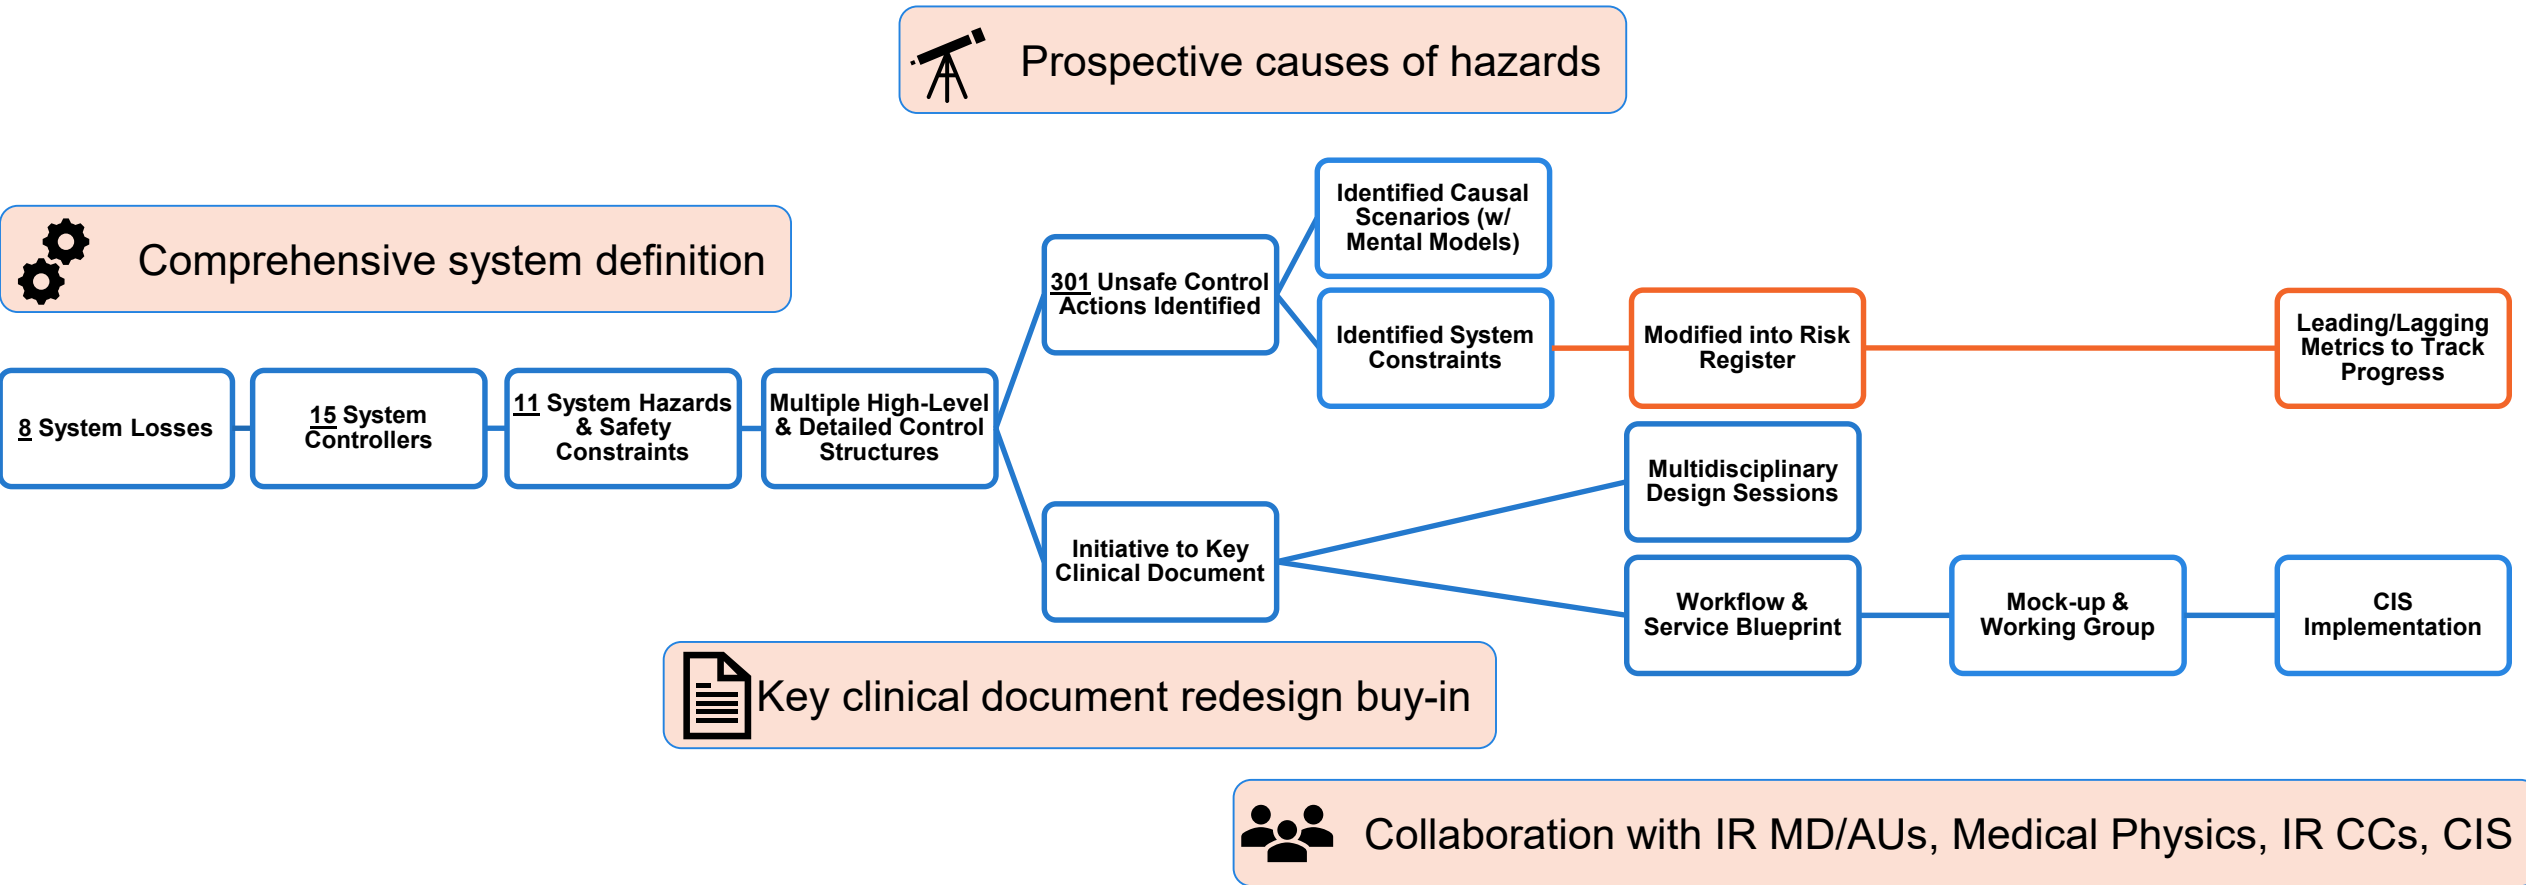 Prospective causes of hazards
Comprehensive system definition
8 System Losses
15 System
Controllers
11 System Hazards
& Safety
Constraints
Multiple High-Level
& Detailed Control
Structures
301 Unsafe Control
Actions Identified
Identified Causal
Scenarios (w/
Mental Models)
Identified System
Constraints
Modified into Risk
Register
Leading/Lagging
Metrics to Track
Progress
Initiative to Key
Clinical Document
Multidisciplinary
Design Sessions
Workflow &
Service Blueprint
Mock-up &
Working Group
CIS
Implementation
Key clinical document redesign buy-in
Collaboration with IR MD/AUs, Medical Physics, IR CCs, CIS